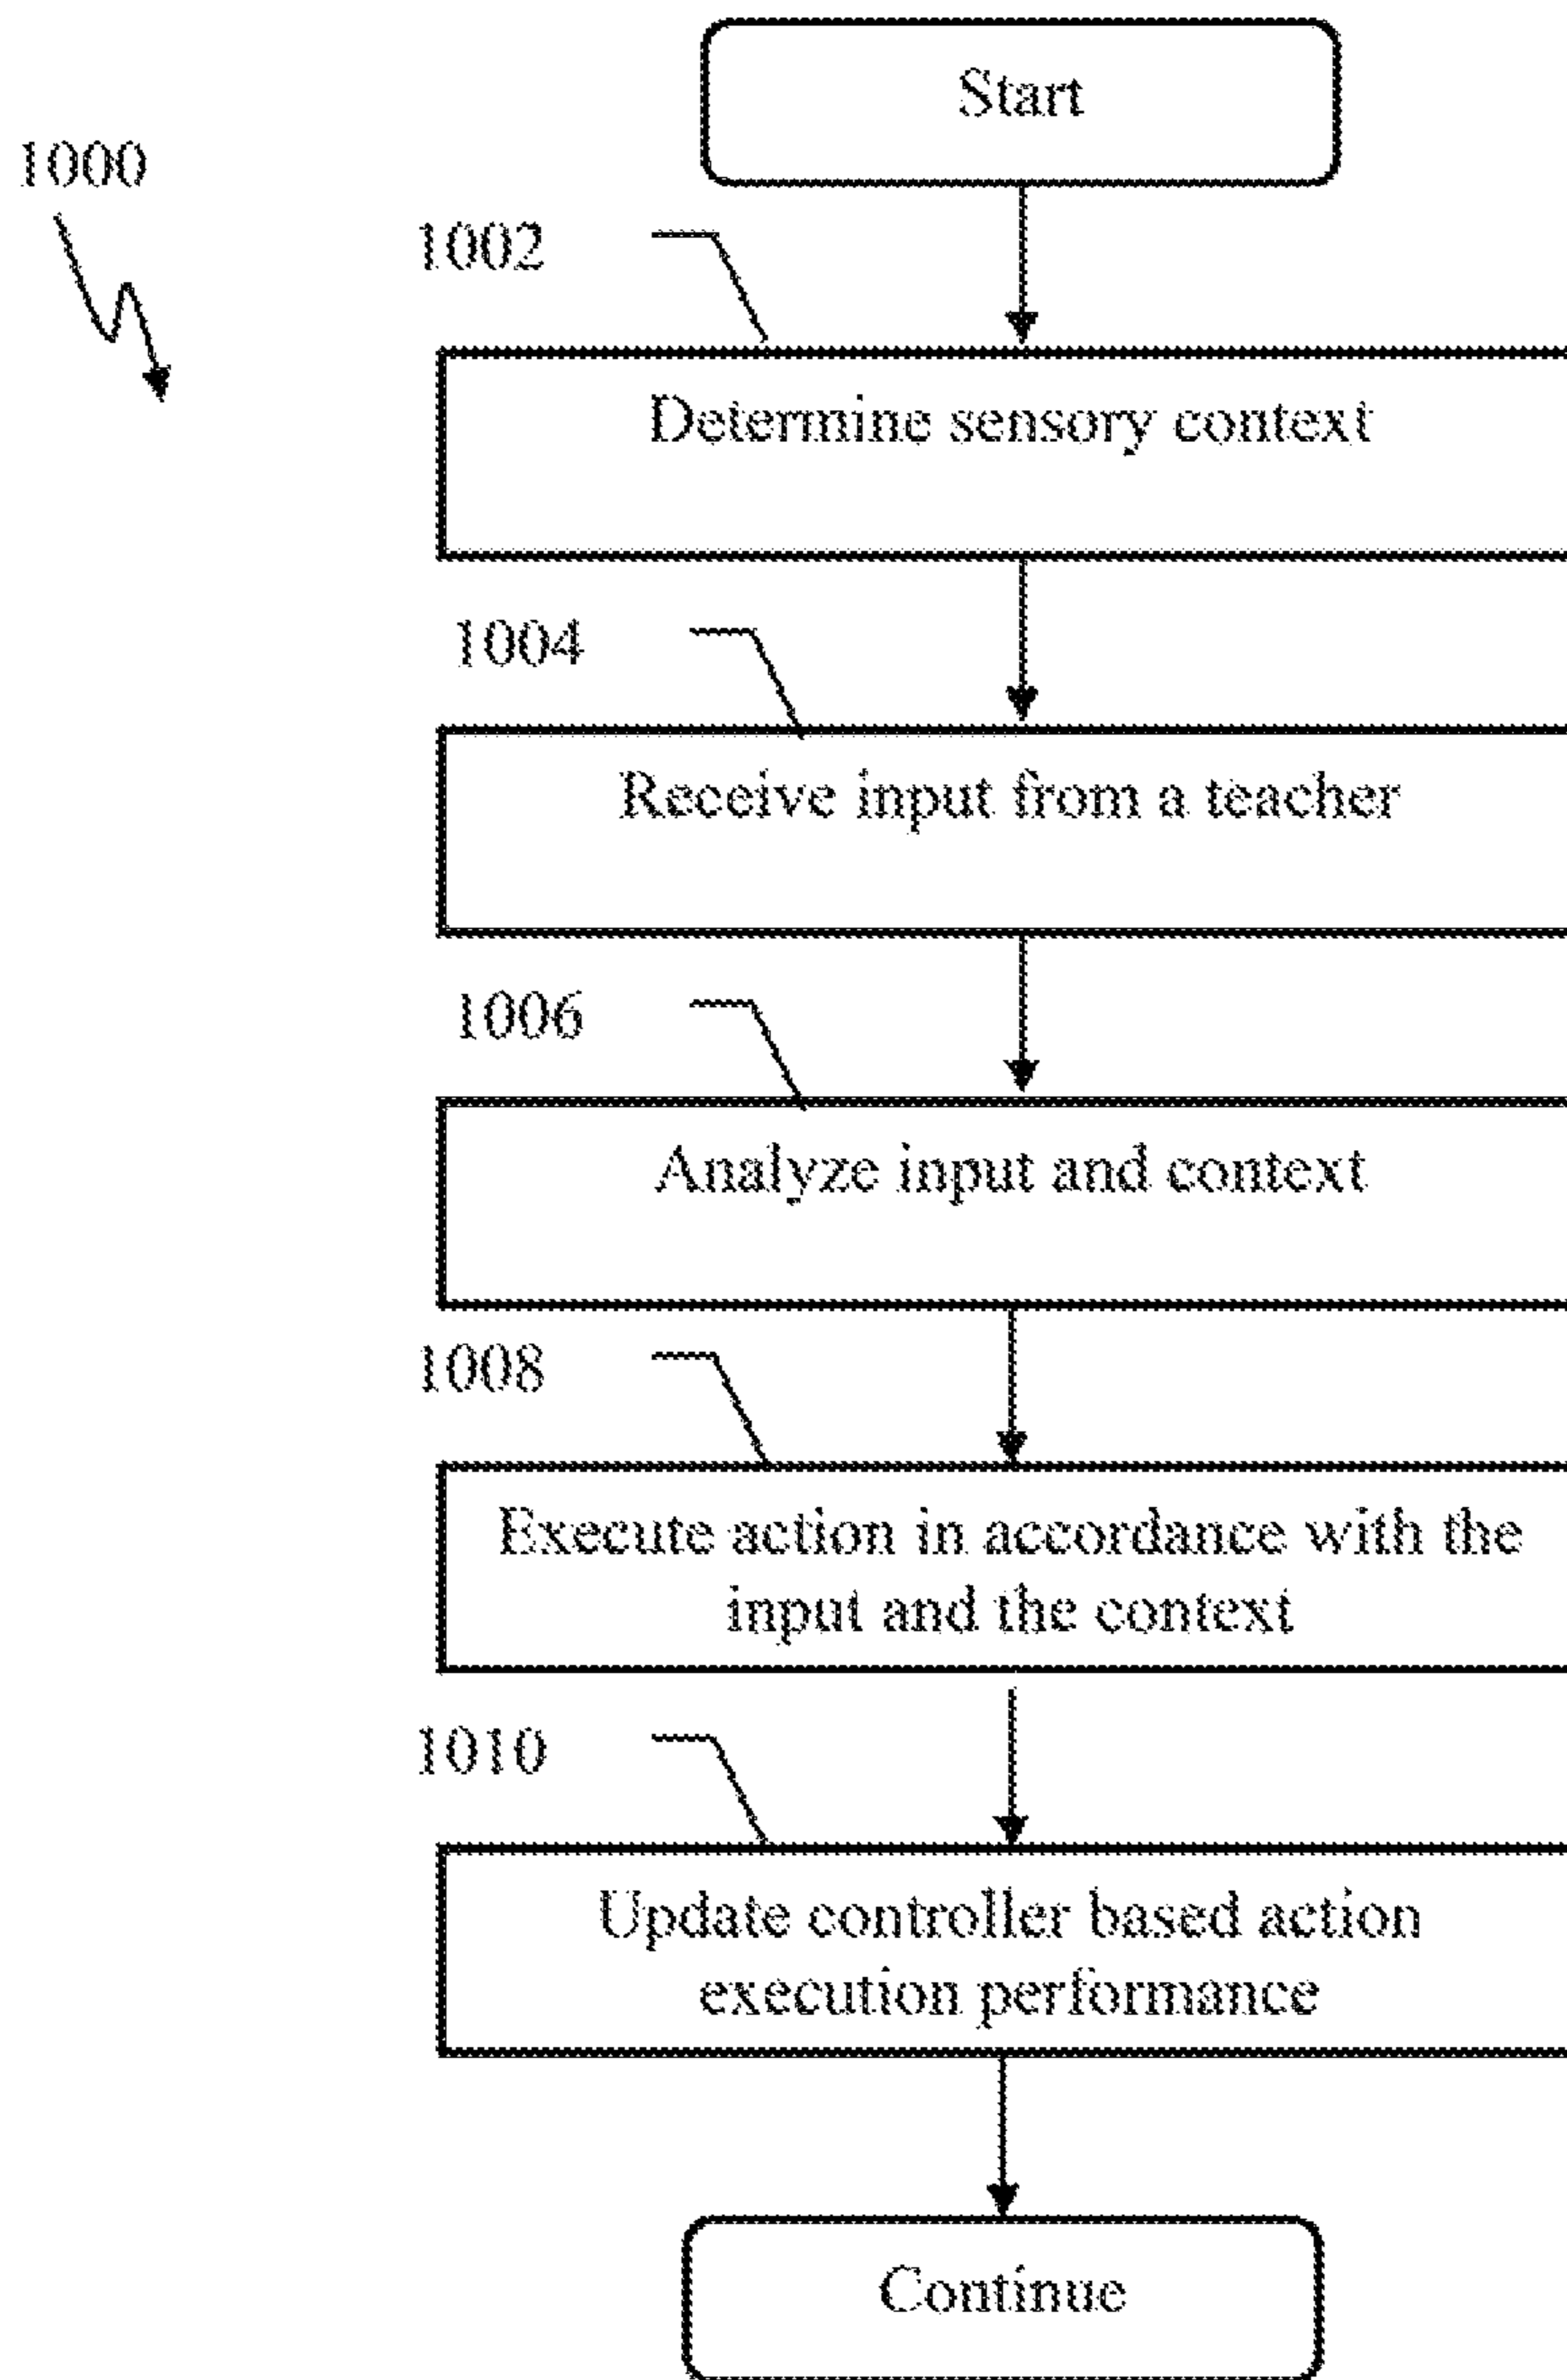 Start
1000
1002
Determine sensory context
1004
Receive input from a teacher
1006
Analyze input and context
1008
Execute action in accordance with the
input and the context
1010
Update controller based action
execution performance
Continue